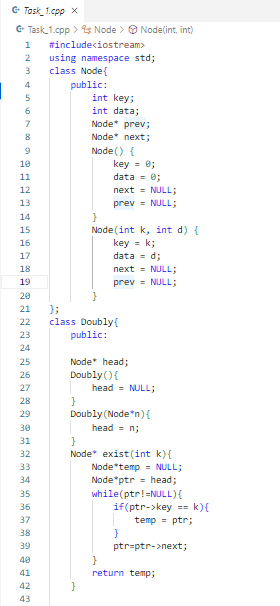 Task_1.cpp ×
Task_1.cpp > Node > Node(int, int)
1 #include<iostream>
2 using namespace std;
3 class Node{
4     public:
5         int key;
6         int data;
7         Node* prev;
8         Node* next;
9         Node() {
10             key = 0;
11             data = 0;
12             next = NULL;
13             prev = NULL;
14         }
15         Node(int k, int d) {
16             key = k;
17             data = d;
18             next = NULL;
19             prev = NULL;
20         }
21 };
22 class Doubly{
23     public:
24
25     Node* head;
26     Doubly(){
27         head = NULL;
28     }
29     Doubly(Node*n){
30         head = n;
31     }
32     Node* exist(int k){
33         Node*temp = NULL;
34         Node*ptr = head;
35         while(ptr!=NULL){
36             if(ptr->key == k){
37                 temp = ptr;
38             }
39             ptr=ptr->next;
40         }
41         return temp;
42     }
43